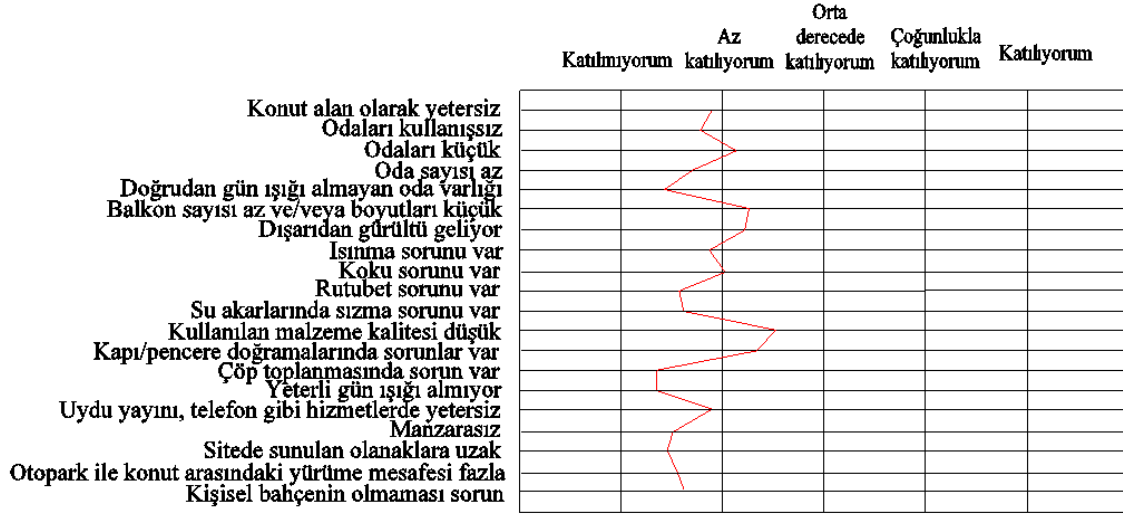 Katılmıyorum
Az
katılıyorum
Orta
derecede
katılıyorum
Çoğunlukla
katılıyorum
Katılıyorum
Konut alan olarak yetersiz
Odaları kullanışsız
Odaları küçük
Oda sayısı az
Doğrudan gün ışığı almayan oda varlığı
Balkon sayısı az ve/veya boyutları küçük
Dışarıdan gürültü geliyor
Isınma sorunu var
Koku sorunu var
Rutubet sorunu var
Su akarlarında sızma sorunu var
Kullanılan malzeme kalitesi düşük
Kapı/pencere doğramalarında sorunlar var
Çöp toplanmasında sorun var
Yeterli gün ışığı almıyor
Uydu yayını, telefon gibi hizmetlerde yetersiz
Manzarasız
Sitede sunulan olanaklara uzak
Otopark ile konut arasındaki yürüme mesafesi fazla
Kişisel bahçenin olmaması sorun